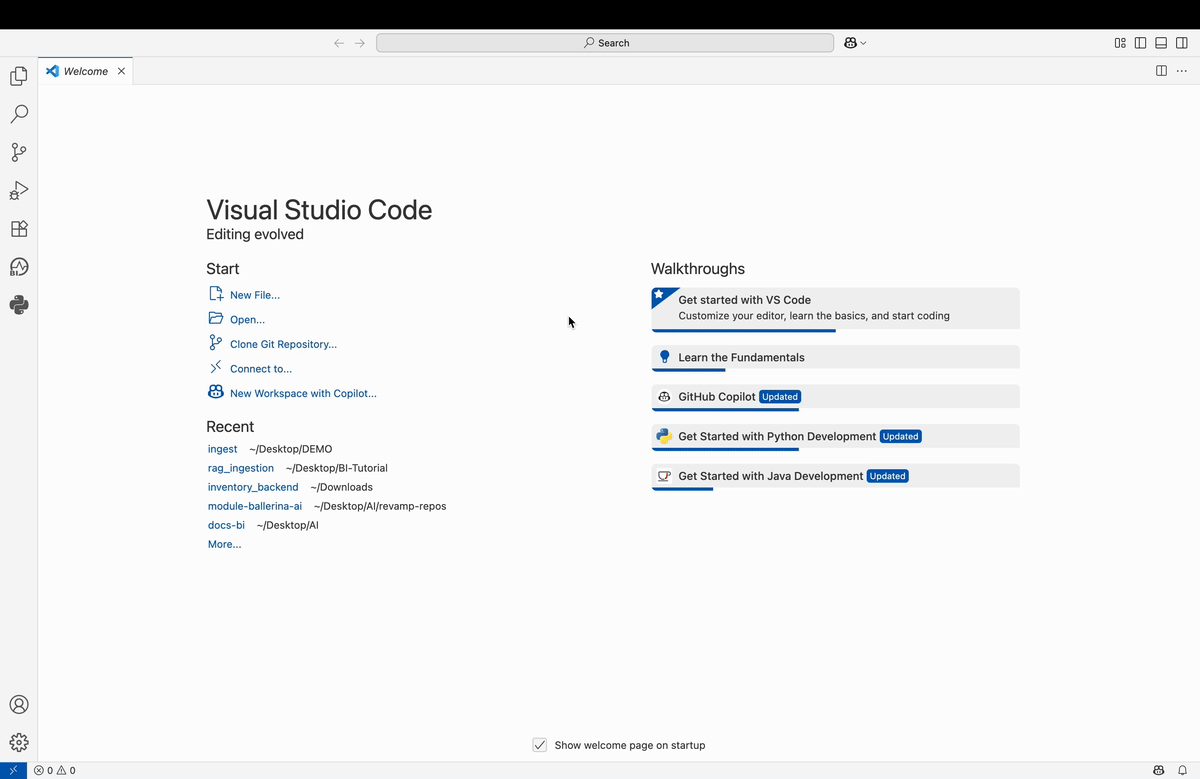 Search
Welcome
BI
Visual Studio Code
Editing evolved
Start
New File...
Open...
Clone Git Repository...
Connect to...
New Workspace with Copilot...
Recent
ingest ~/Desktop/DEMO
rag_ingestion ~/Desktop/BI-Tutorial
inventory_backend ~/Downloads
module-ballerina-ai ~/Desktop/AI/revamp-repos
docs-bi ~/Desktop/AI
More...
Walkthroughs
Get started with VS Code
Customize your editor, learn the basics, and start coding
Learn the Fundamentals
GitHub Copilot Updated
Get Started with Python Development Updated
Get Started with Java Development Updated
Show welcome page on startup
0 0